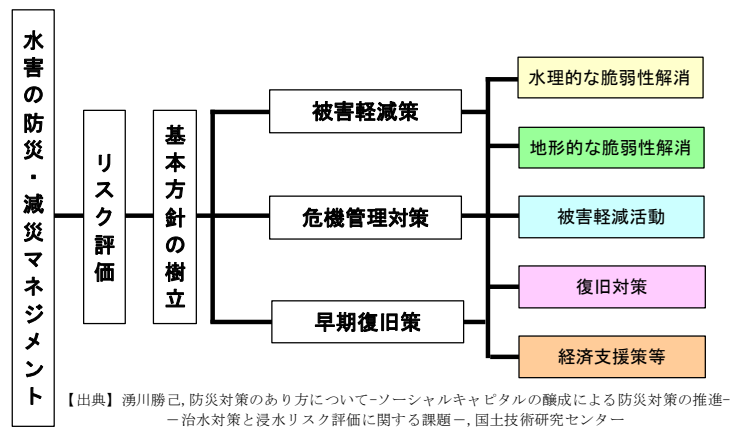 水害の防災・減災マネジメント
リスク評価
基本方針の樹立
被害軽減策
危機管理対策
早期復旧策
水理的な脆弱性解消
地形的な脆弱性解消
被害軽減活動
復旧対策
経済支援策等
【出典】湧川勝己,防災対策のあり方について-ソーシャルキャピタルの醸成による防災対策の推進-
－治水対策と浸水リスク評価に関する課題－,国土技術研究センター